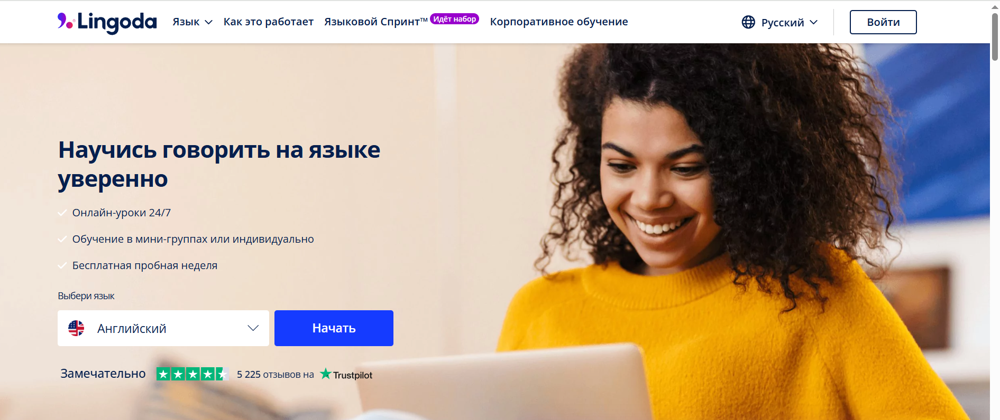 Lingoda
Язык
Как это работает
Языковой Спринт™
Идёт набор
Корпоративное обучение
Русский
Войти
Научись говорить на языке
уверенно
Онлайн-уроки 24/7
Обучение в мини-группах или индивидуально
Бесплатная пробная неделя
Выбери язык
Английский
Начать
Замечательно
5 225 отзывов на
Trustpilot